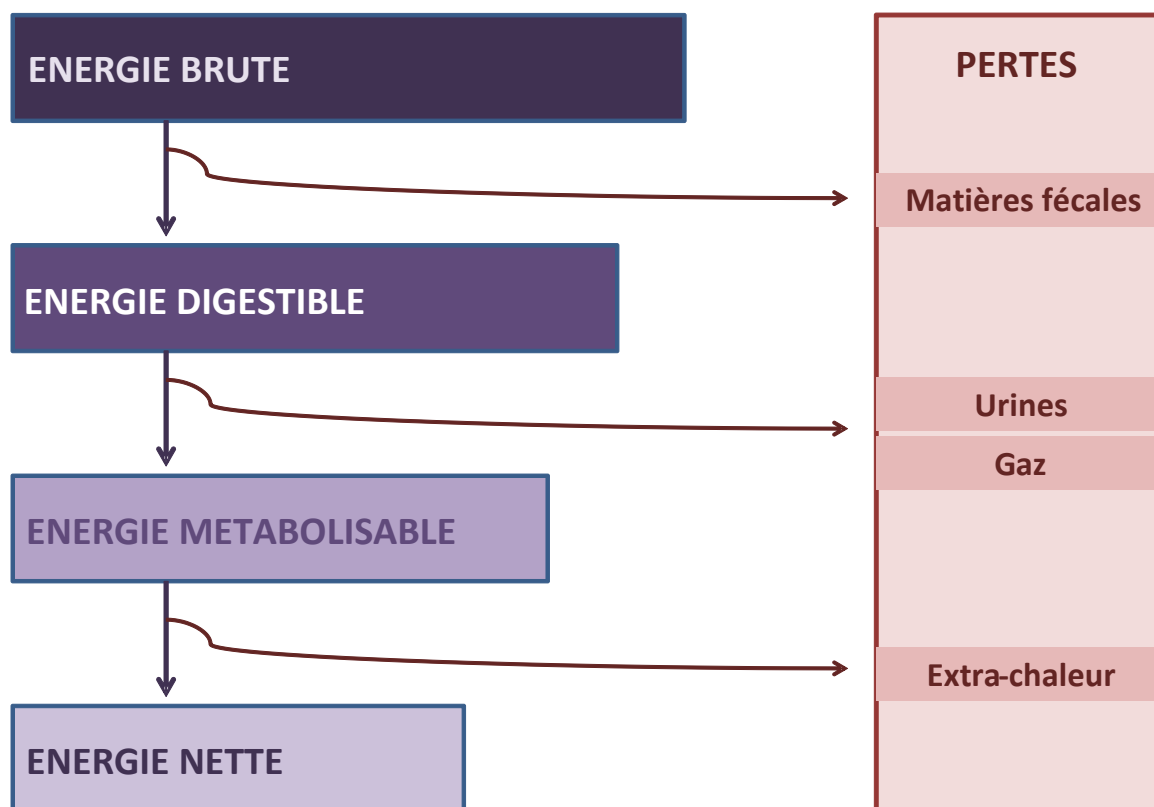 ENERGIE BRUTE
PERTES
Matières fécales
ENERGIE DIGESTIBLE
Urines
Gaz
ENERGIE METABOLISABLE
Extra-chaleur
ENERGIE NETTE